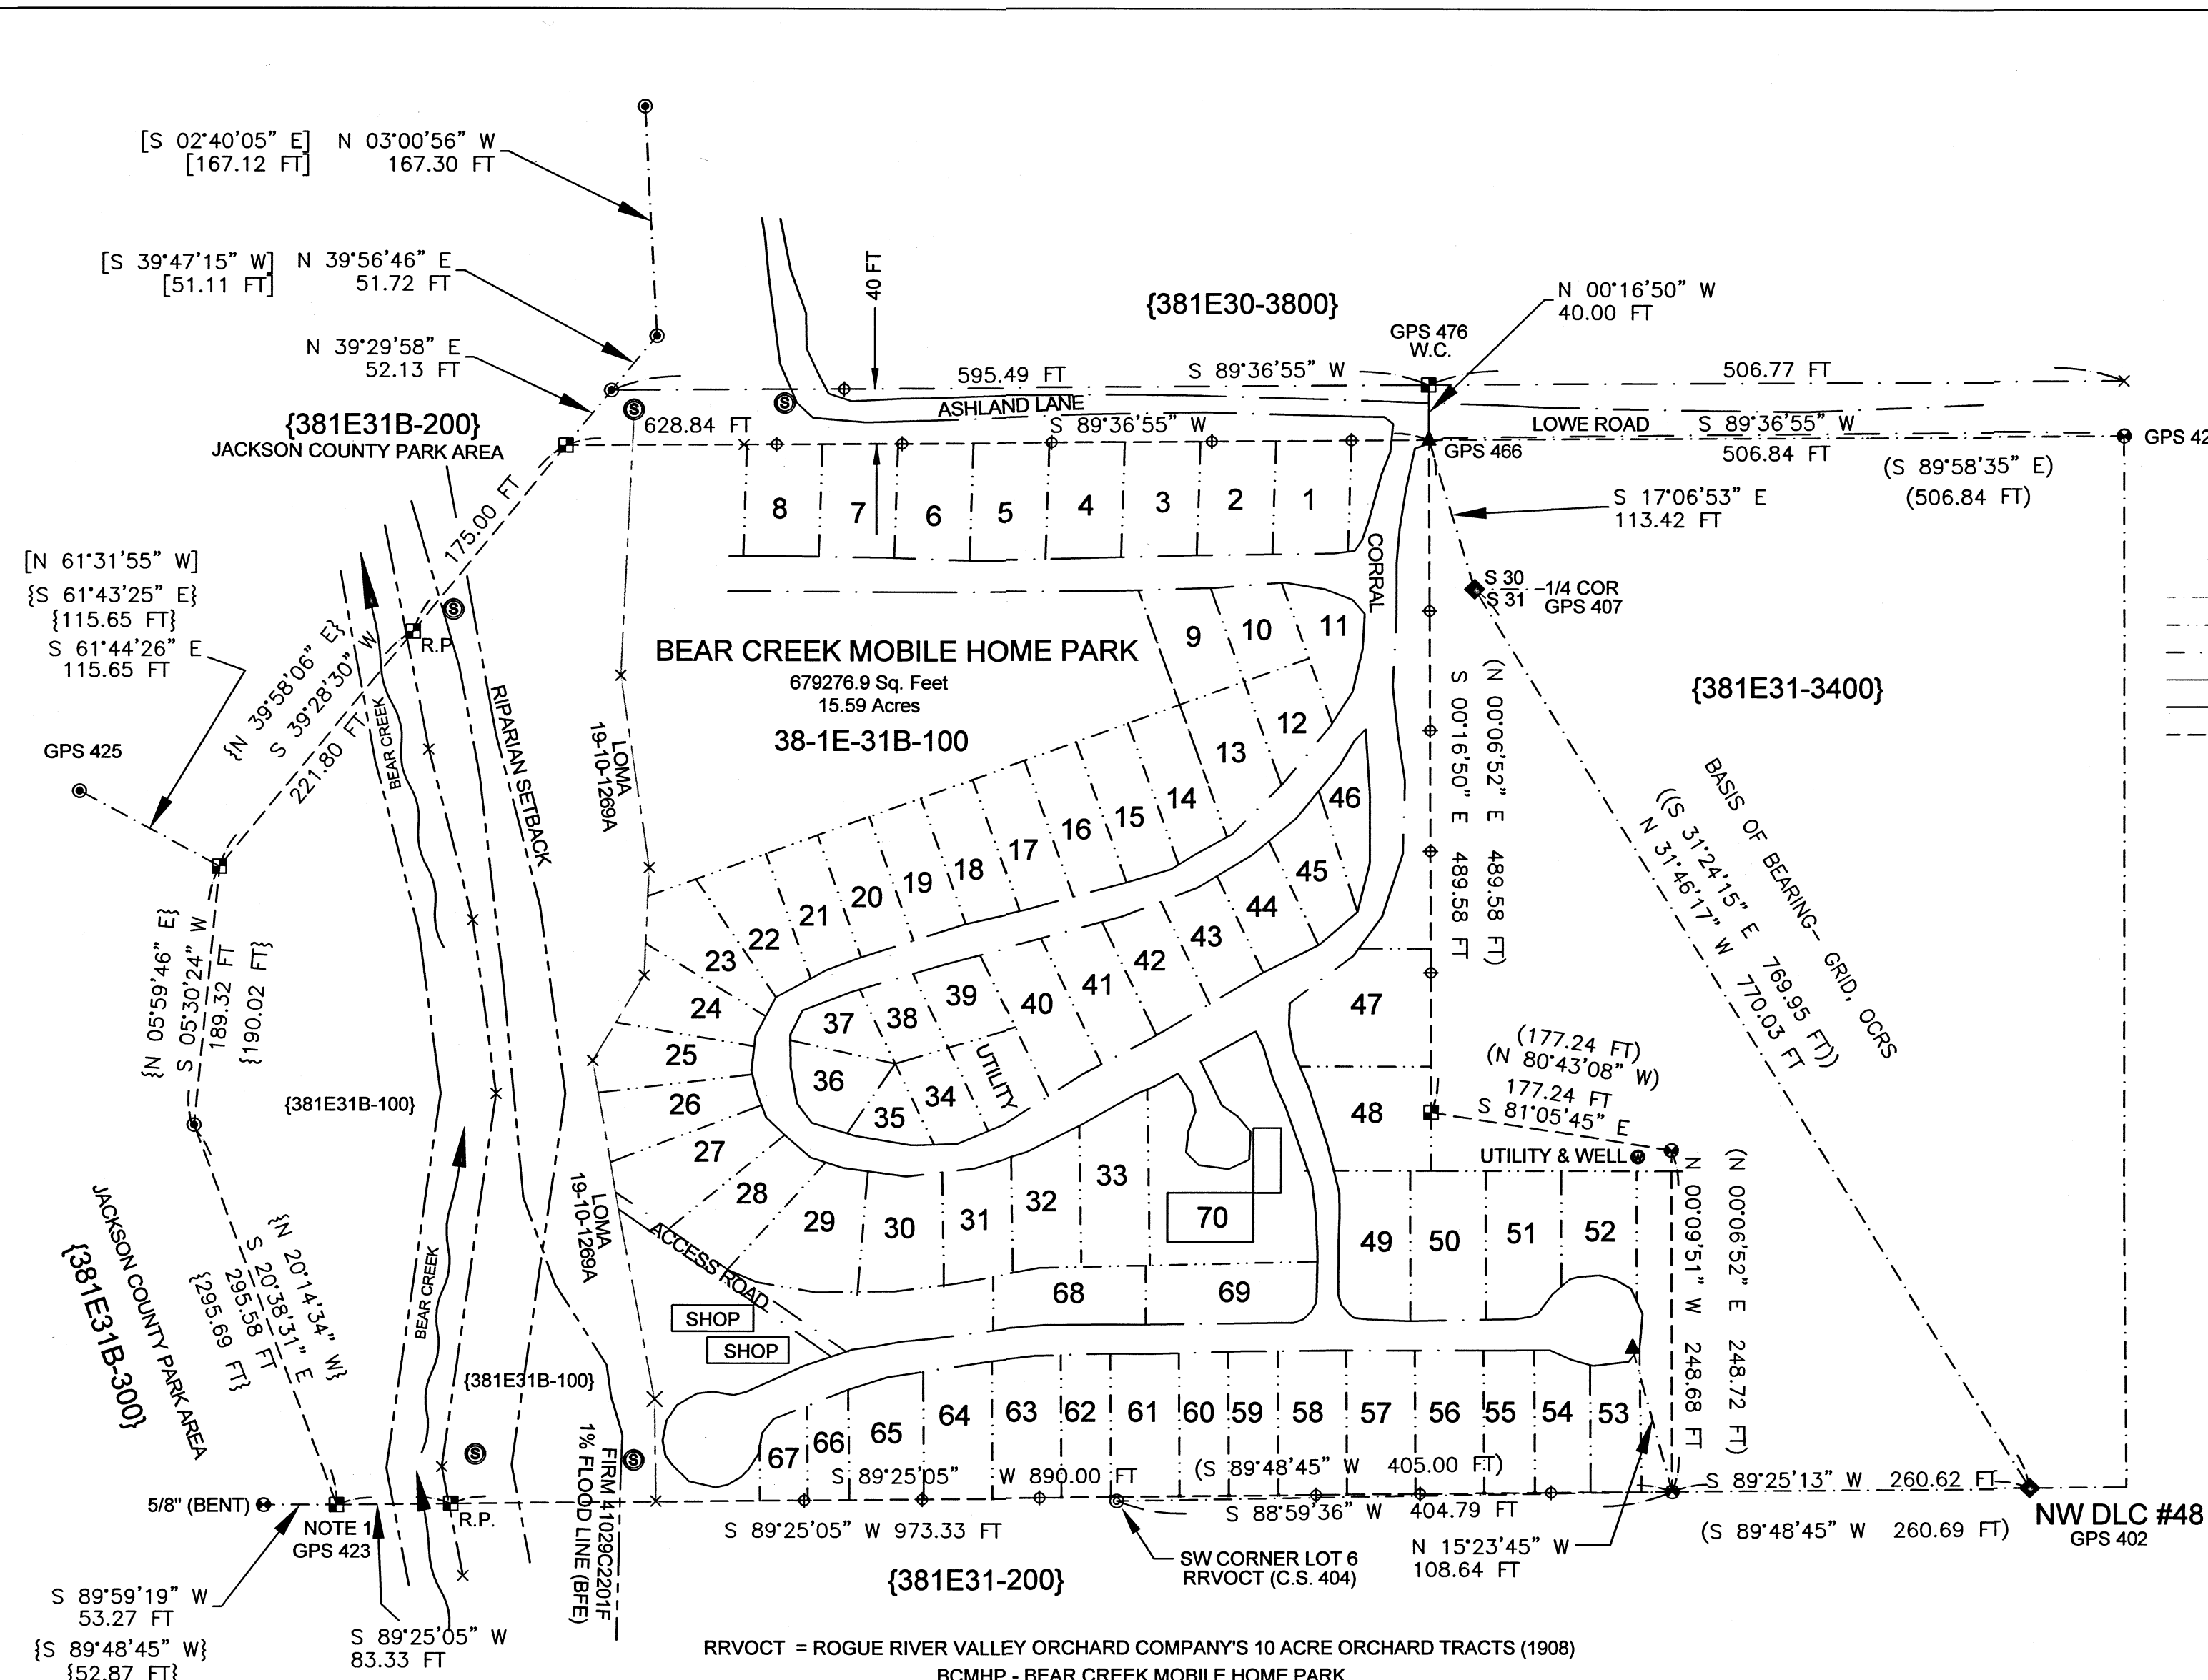 [S 02°40'05" E] N 03°00'56" W
[167.12 FT] 167.30 FT
[S 39°47'15" W] N 39°56'46" E
[51.11 FT] 51.72 FT
N 39°29'58" E
52.13 FT
{381E31B-200}
JACKSON COUNTY PARK AREA
40 FT
{381E30-3800}
GPS 476
W.C.
N 00°16'50" W
40.00 FT
595.49 FT S 89°36'55" W
506.77 FT
ASHLAND LANE
628.84 FT S 89°36'55" W
LOWE ROAD S 89°36'55" W
GPS 466
506.84 FT
GPS 42
(S 89°58'35" E)
(506.84 FT)
S 17°06'53" E
113.42 FT
S 30
S 31
1/4 COR
GPS 407
8 7 6 5 4 3 2 1
CORRAL
175.00 FT
[N 61°31'55" W]
{S 61°43'25" E}
{115.65 FT}
S 61°44'26" E
115.65 FT
R.P.
{N 39°58'06" E}
S 39°28'30" W
221.80 FT
GPS 425
BEAR CREEK
RIPARIAN SETBACK
LOMA
19-10-1269A
BEAR CREEK MOBILE HOME PARK
679276.9 Sq. Feet
15.59 Acres
38-1E-31B-100
9 10 11
12
13
14
15
16
17
18
19
20
21
22
23
24
25
26
27
28
29 30 31 32 33
34
35
36
37
38
39
40
41
42
43
44
45
46
UTILITY
47
48
S 00°16'50" E 489.58 FT
(N 00°06'52" E 489.58 FT)
{381E31-3400}
BASIS OF BEARING- GRID, OCRS
((S 31°24'15" E 769.95 FT))
N 31°46'17" W 770.03 FT
(177.24 FT)
(N 80°43'08" W)
177.24 FT
S 81°05'45" E
UTILITY & WELL
W
{N 05°59'46" E}
S 05°30'24" W
189.32 FT
{190.02 FT}
{381E31B-100}
JACKSON COUNTY PARK AREA
{381E31B-300}
{N 20°14'34" W}
S 20°38'31" E
295.58 FT
{295.69 FT}
BEAR CREEK
{381E31B-100}
LOMA
19-10-1269A
ACCESS ROAD
SHOP
SHOP
70
68 69
49 50 51 52
N 00°09'51" W 248.68 FT
(N 00°06'52" E 248.72 FT)
67 66 65 64 63 62 61 60 59 58 57 56 55 54 53
S 89°25'05" W 890.00 FT
(S 89°48'45" W 405.00 FT)
S 89°25'13" W 260.62 FT
5/8" (BENT)
NOTE 1
GPS 423
R.P.
S 89°25'05" W 973.33 FT
S 88°59'36" W 404.79 FT
(S 89°48'45" W 260.69 FT)
NW DLC #48
GPS 402
FIRM 41029C2201F
1% FLOOD LINE (BFE)
SW CORNER LOT 6
RRVOCT (C.S. 404)
N 15°23'45" W
108.64 FT
{381E31-200}
S 89°59'19" W
53.27 FT
{S 89°48'45" W}
{52.87 FT}
S 89°25'05" W
83.33 FT
S
S
S
S
S
RRVOCT = ROGUE RIVER VALLEY ORCHARD COMPANY'S 10 ACRE ORCHARD TRACTS (1908)
BCMHP - BEAR CREEK MOBILE HOME PARK